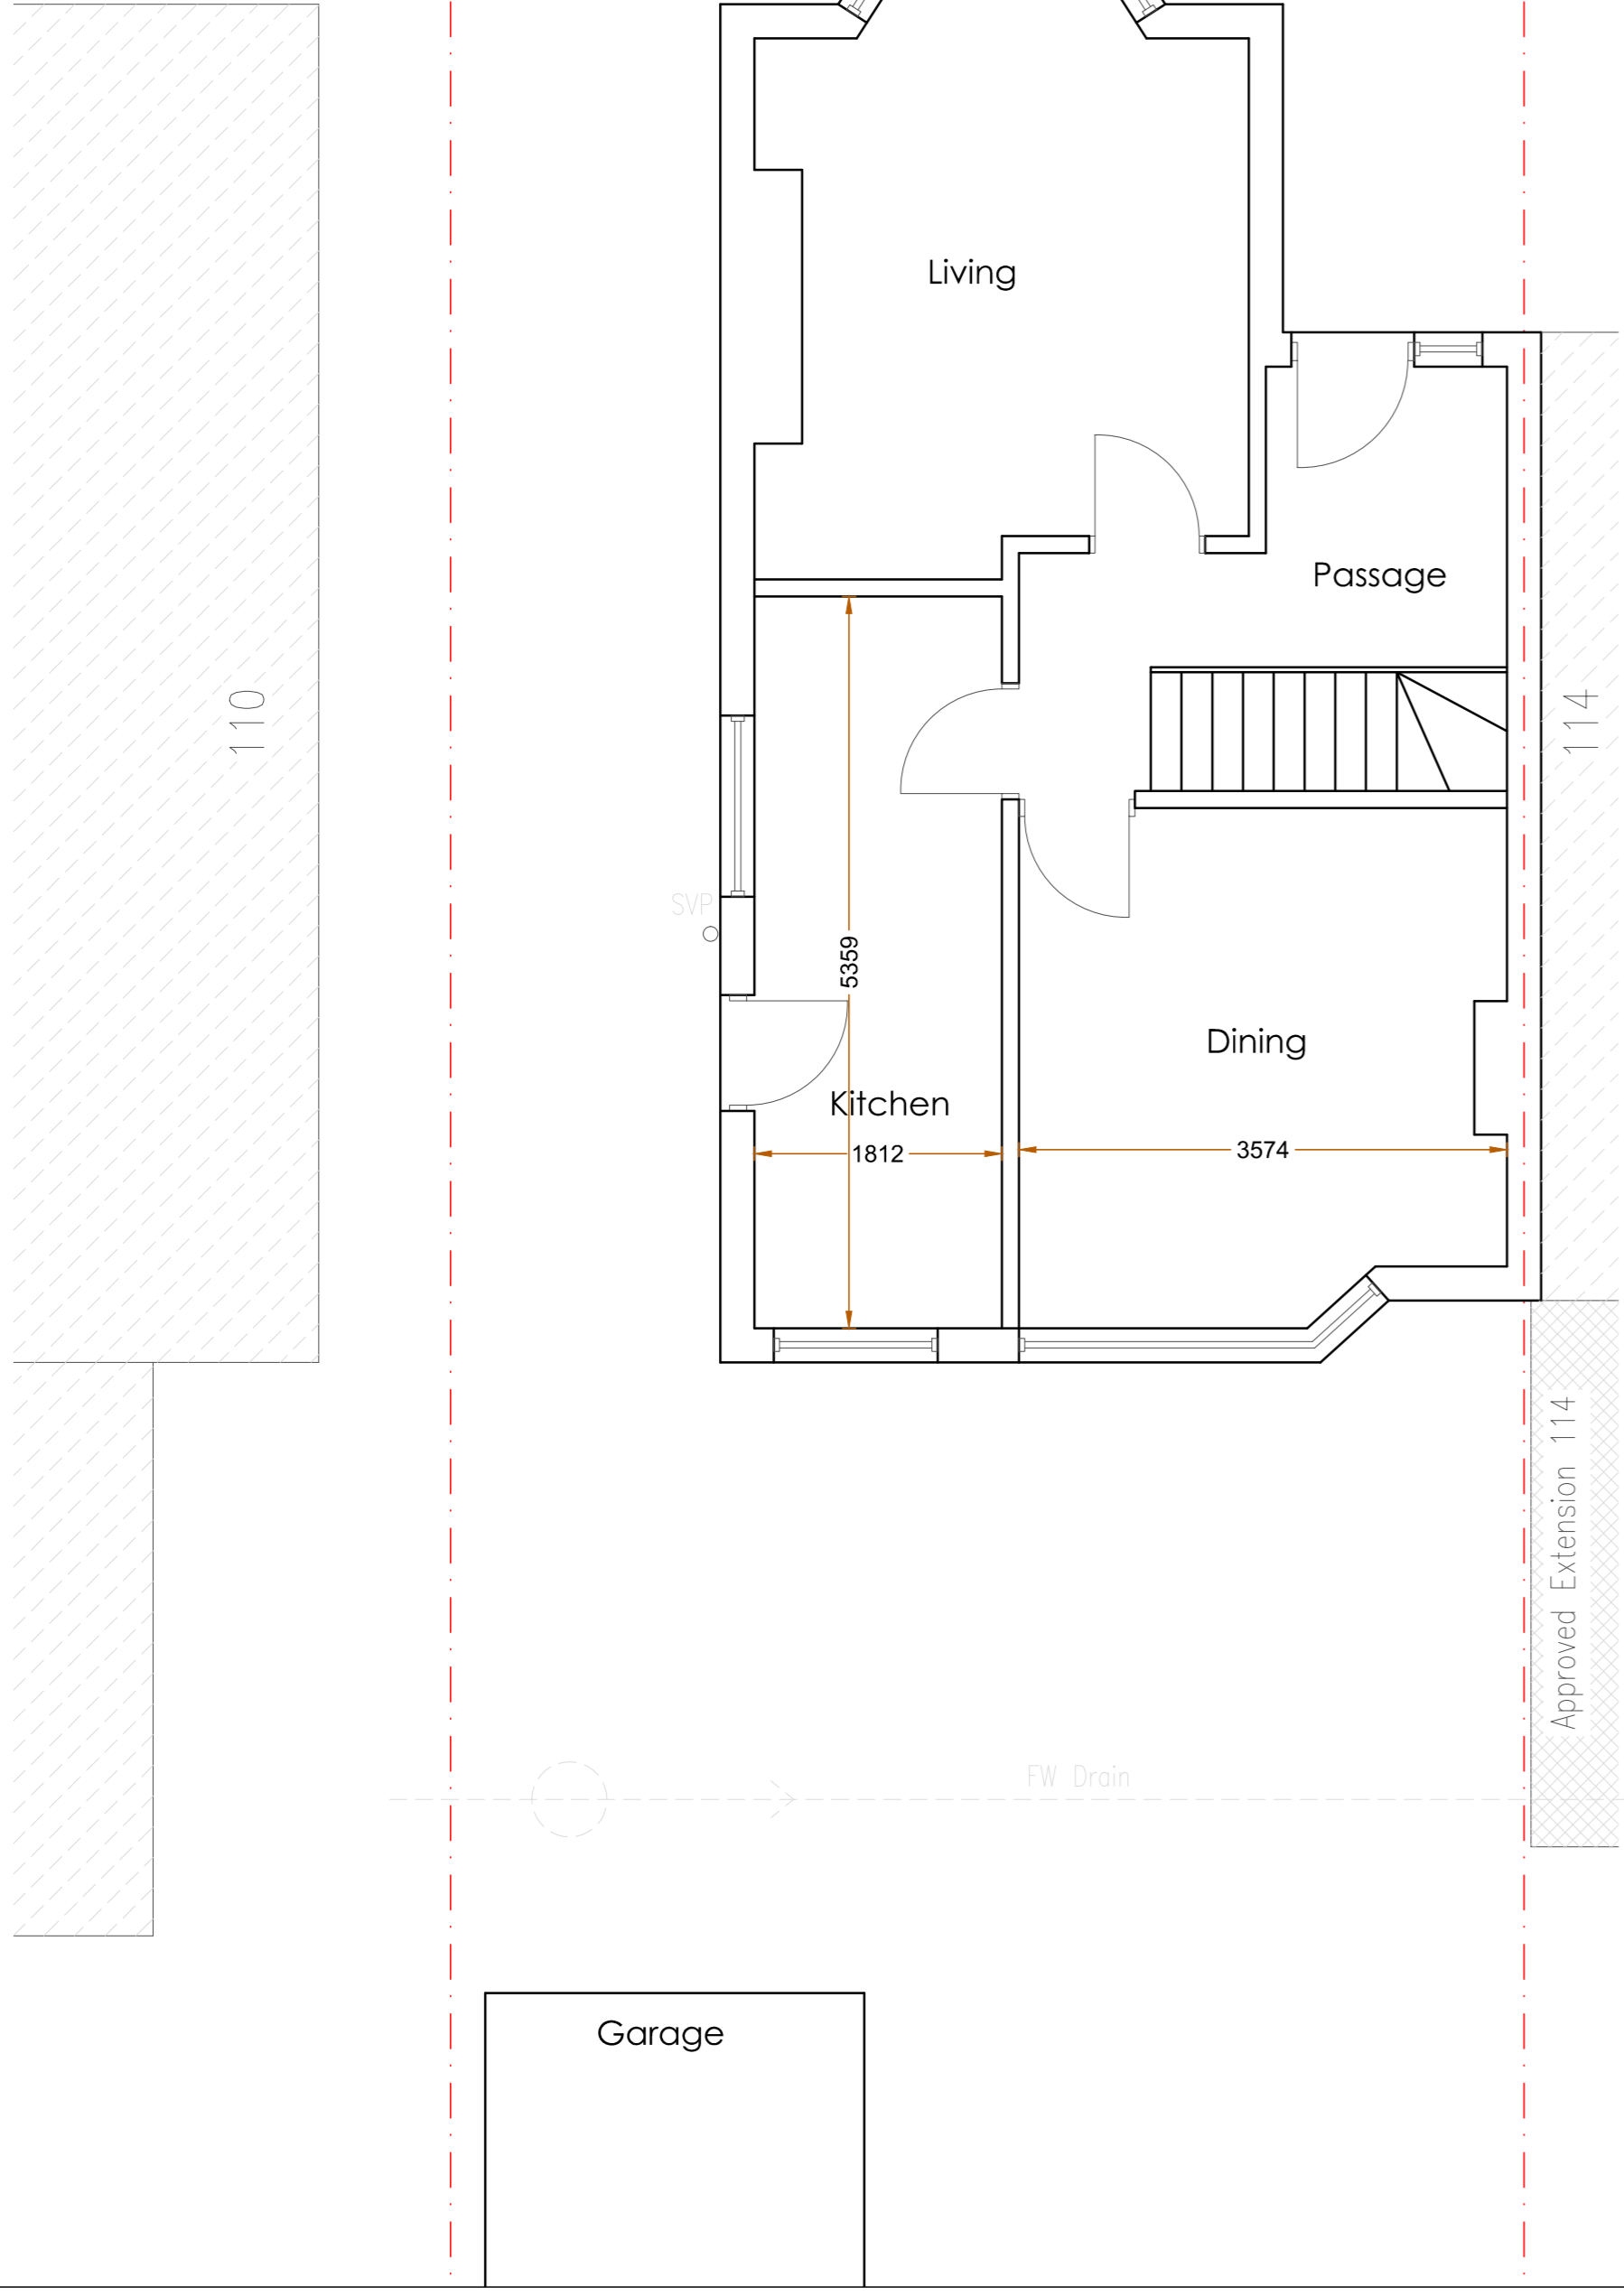 Living
Passage
110
114
SVP
5359
Dining
Kitchen
1812
3574
Approved Extension 114
FW Drain
Garage